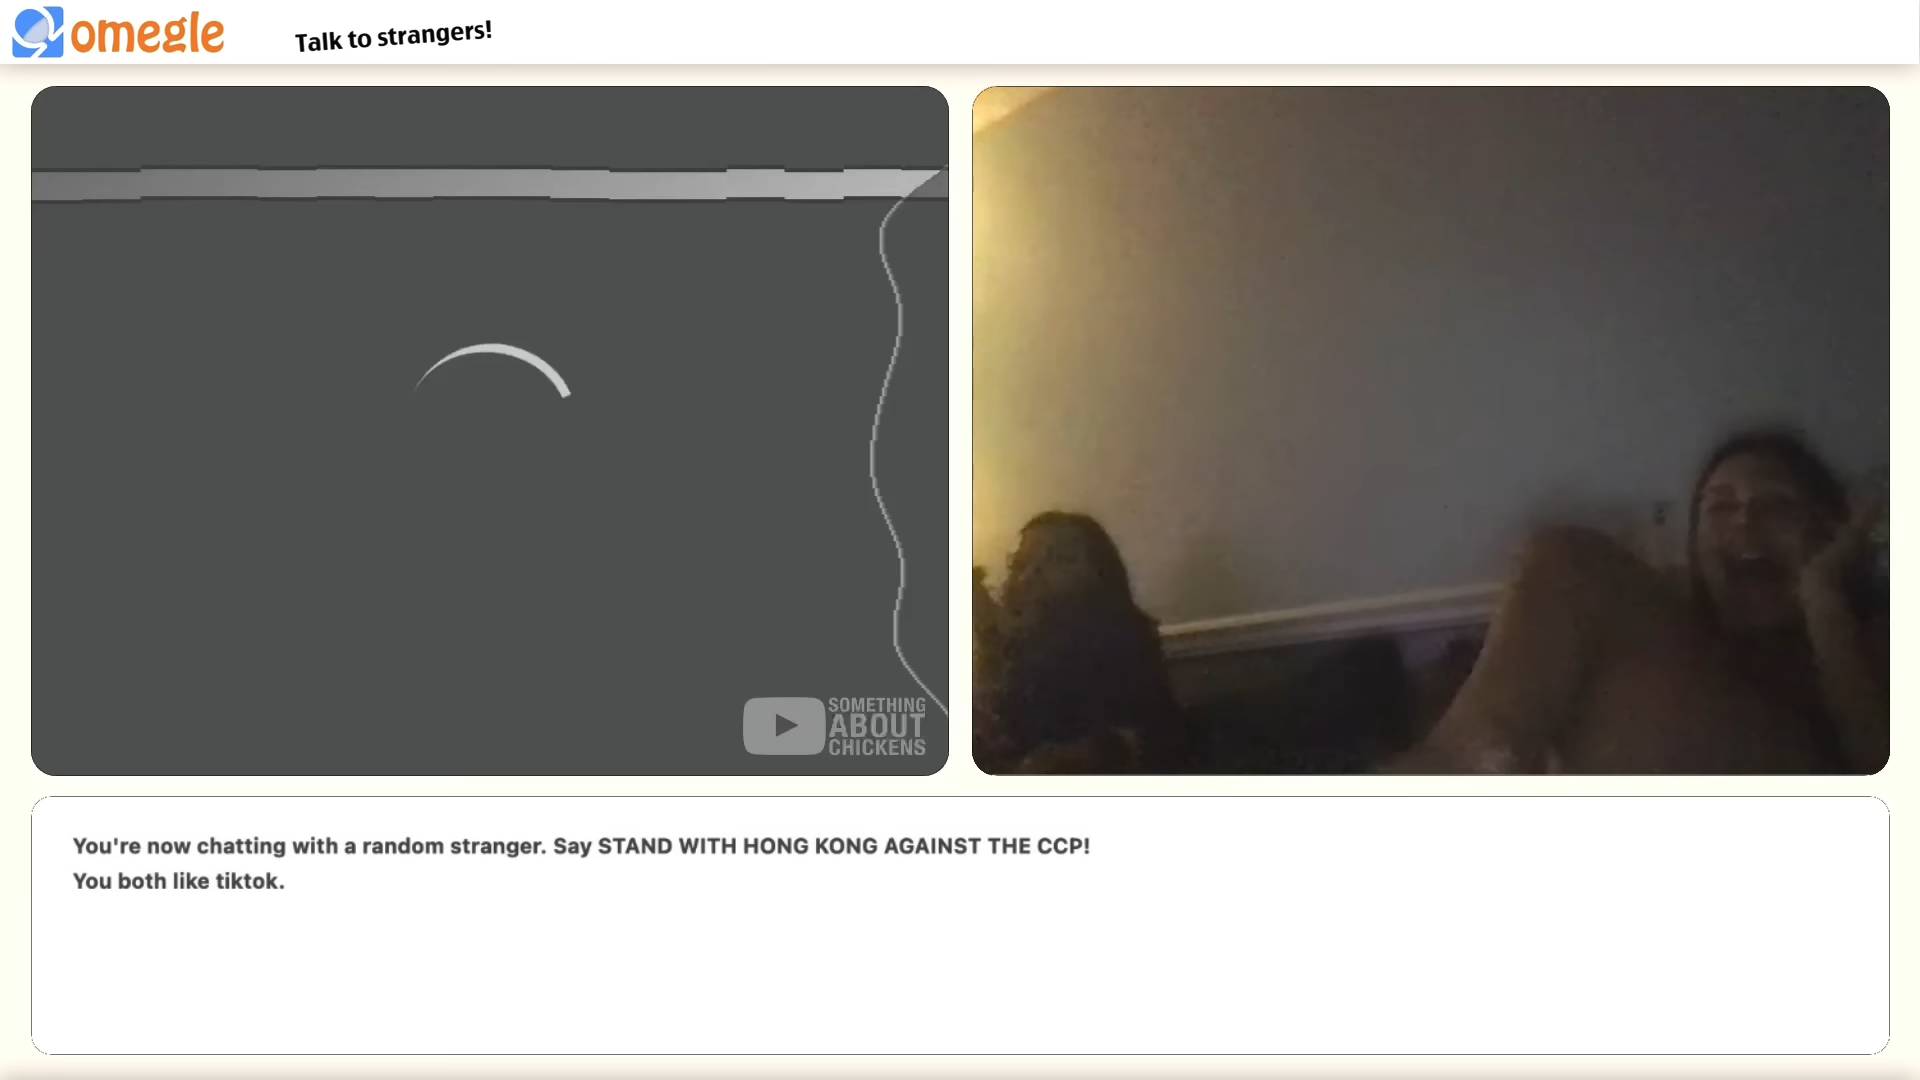 omegle
Talk to strangers!
SOMETHING
ABOUT
CHICKENS
You're now chatting with a random stranger. Say STAND WITH HONG KONG AGAINST THE CCP!
You both like tiktok.